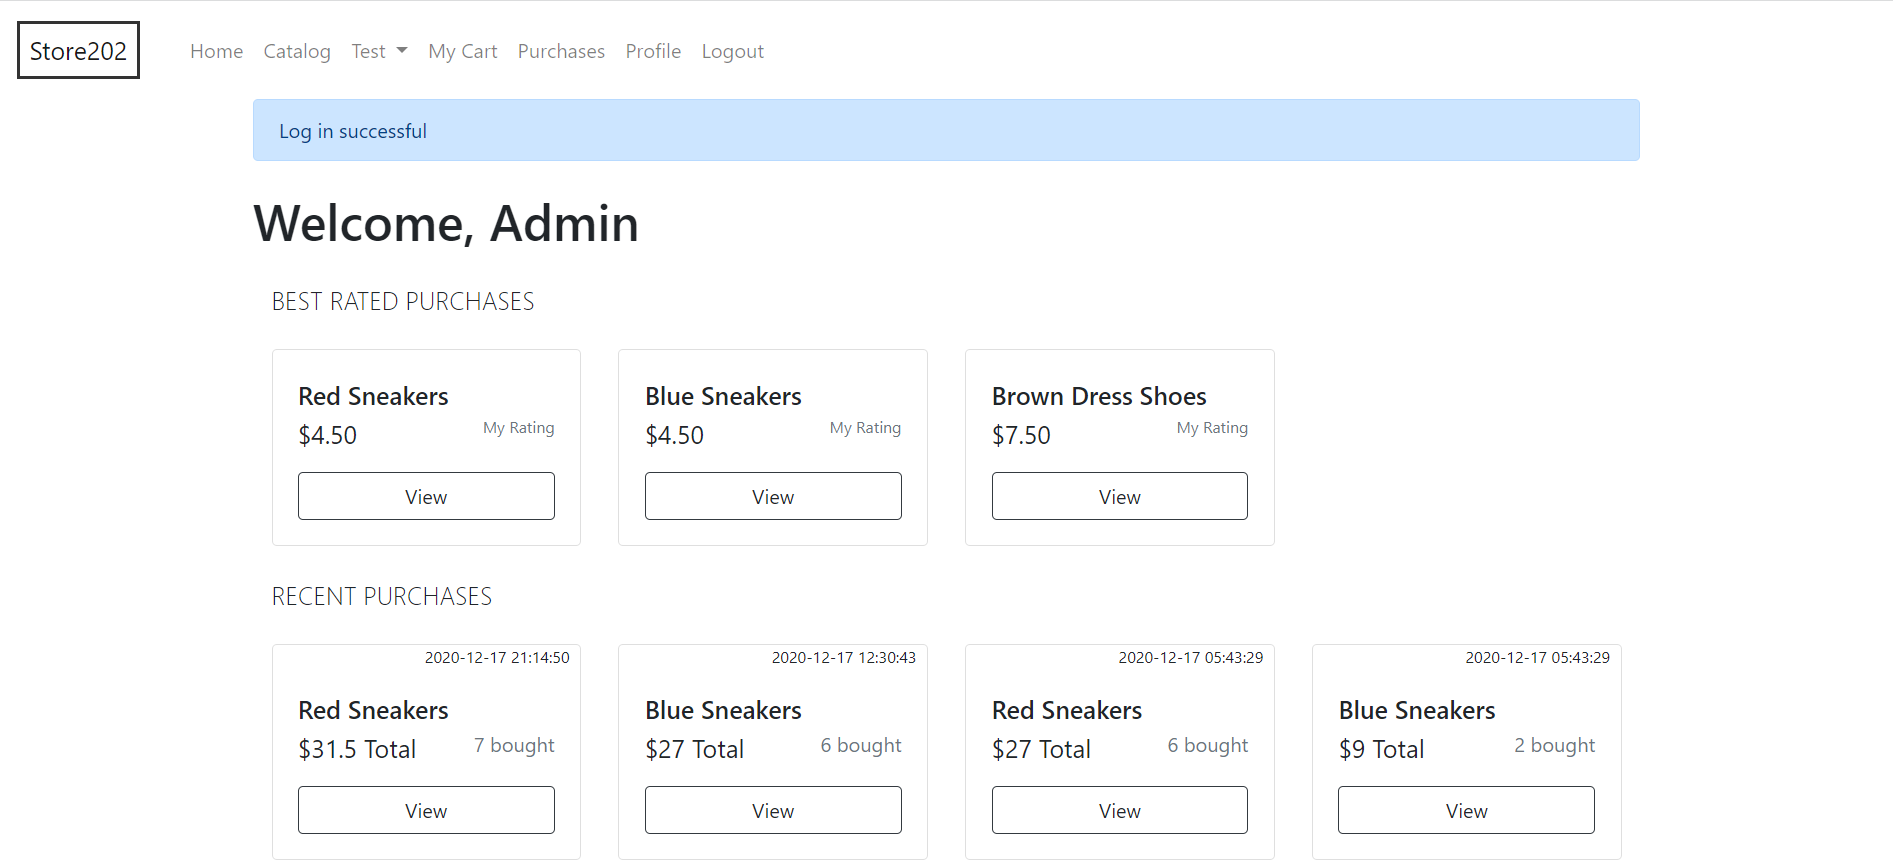 Store202
Home Catalog Test My Cart Purchases Profile Logout
Log in successful
Welcome, Admin
BEST RATED PURCHASES
Red Sneakers
$4.50 My Rating
View
Blue Sneakers
$4.50 My Rating
View
Brown Dress Shoes
$7.50 My Rating
View
RECENT PURCHASES
2020-12-17 21:14:50
Red Sneakers
$31.5 Total 7 bought
View
2020-12-17 12:30:43
Blue Sneakers
$27 Total 6 bought
View
2020-12-17 05:43:29
Red Sneakers
$27 Total 6 bought
View
2020-12-17 05:43:29
Blue Sneakers
$9 Total 2 bought
View